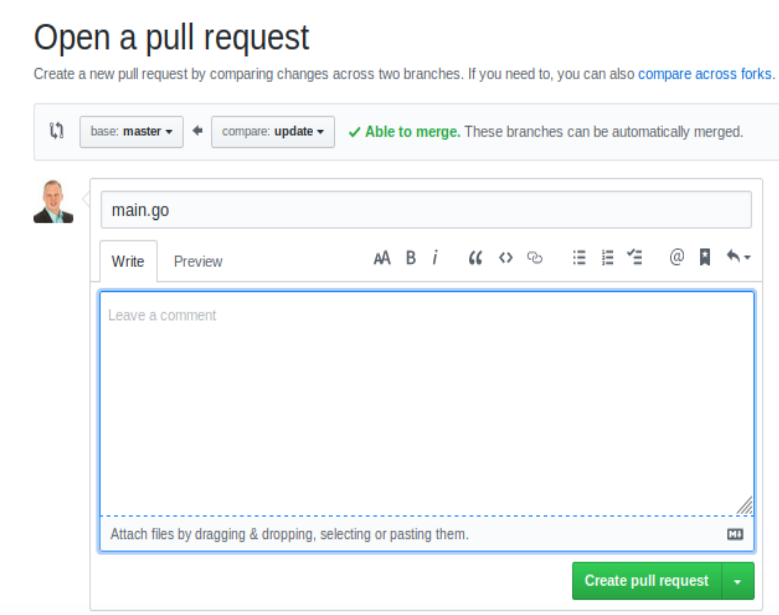 Open a pull request
Create a new pull request by comparing changes across two branches. If you need to, you can also compare across forks.
base: master compare: update Able to merge. These branches can be automatically merged.
main.go
Write Preview AA B i @
Leave a comment
Attach files by dragging & dropping, selecting or pasting them.
Create pull request